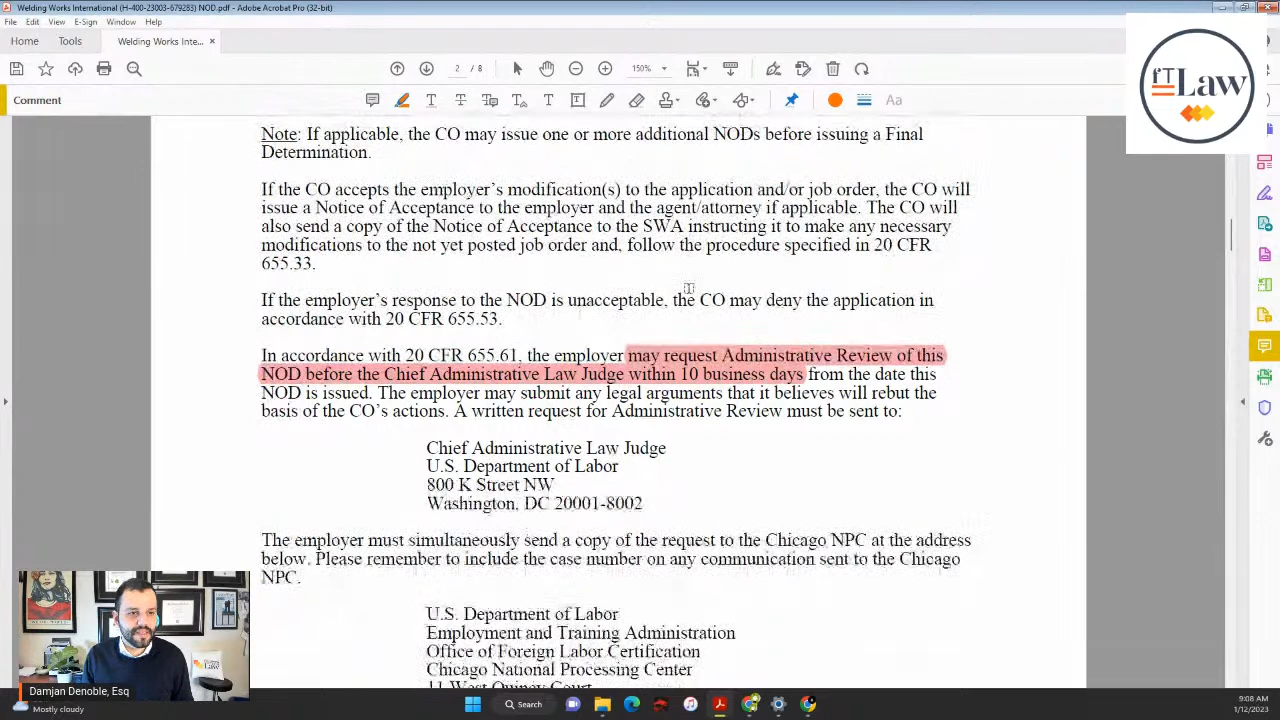 Welding Works International (H-400-23003-679283) NOD.pdf - Adobe Acrobat Pro (32-bit)
File Edit View E-Sign Window Help
Home Tools Welding Works Inte... ×
/ 8 150%
Comment
Aa
fT Law
Note: If applicable, the CO may issue one or more additional NODs before issuing a Final
Determination.
If the CO accepts the employer's modification(s) to the application and/or job order, the CO will
issue a Notice of Acceptance to the employer and the agent/attorney if applicable. The CO will
also send a copy of the Notice of Acceptance to the SWA instructing it to make any necessary
modifications to the not yet posted job order and, follow the procedure specified in 20 CFR
655.33.
If the employer's response to the NOD is unacceptable, the CO may deny the application in
accordance with 20 CFR 655.53.
In accordance with 20 CFR 655.61, the employer may request Administrative Review of this
NOD before the Chief Administrative Law Judge within 10 business days from the date this
NOD is issued. The employer may submit any legal arguments that it believes will rebut the
basis of the CO's actions. A written request for Administrative Review must be sent to:
Chief Administrative Law Judge
U.S. Department of Labor
800 K Street NW
Washington, DC 20001-8002
The employer must simultaneously send a copy of the request to the Chicago NPC at the address
below. Please remember to include the case number on any communication sent to the Chicago
NPC.
U.S. Department of Labor
Employment and Training Administration
Office of Foreign Labor Certification
Chicago National Processing Center
11 West Quincy Court
Damjan Denoble, Esq
Mostly cloudy
Search
9:08 AM
1/12/2023